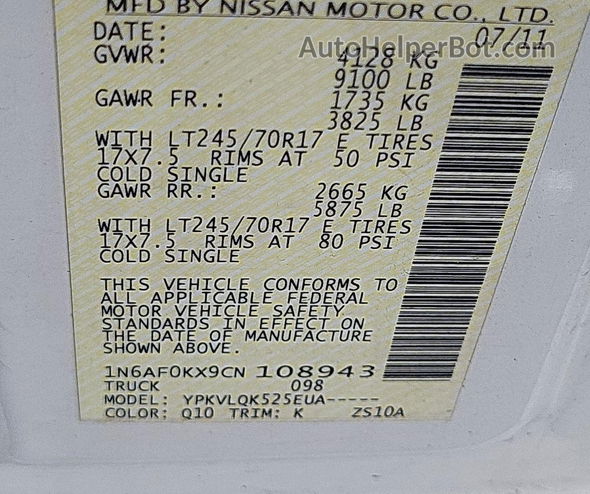 MFD BY NISSAN MOTOR CO., LTD.
DATE: 07/11
AutoHelperBot.com
GVWR: 4128 KG
9100 LB
GAWR FR.: 1735 KG
3825 LB
WITH LT245/70R17 E TIRES
17X7.5 RIMS AT 50 PSI
COLD SINGLE
GAWR RR.: 2665 KG
5875 LB
WITH LT245/70R17 E TIRES
17X7.5 RIMS AT 80 PSI
COLD SINGLE
THIS VEHICLE CONFORMS TO
ALL APPLICABLE FEDERAL
MOTOR VEHICLE SAFETY
STANDARDS IN EFFECT ON
THE DATE OF MANUFACTURE
SHOWN ABOVE.
1N6AF0KX9CN 108943
TRUCK 098
MODEL: YPKVLQK525EUA-----
COLOR: Q10 TRIM: K ZS10A